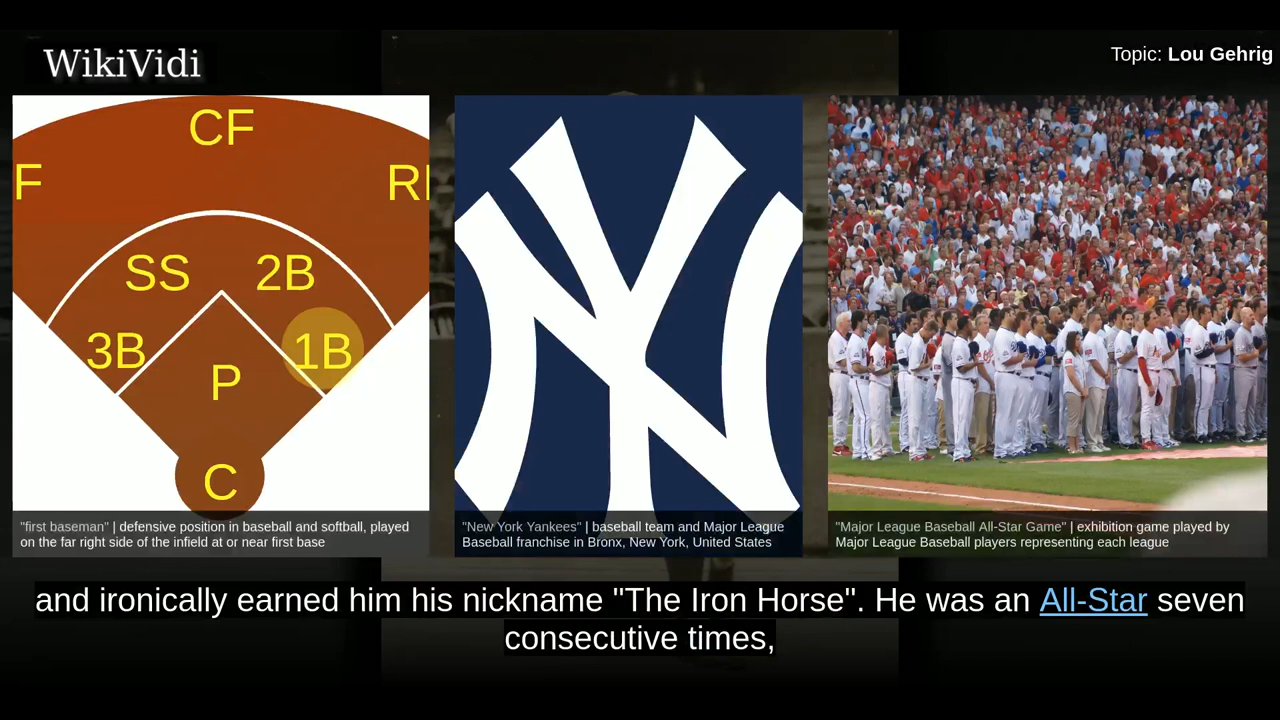 WikiVidi
Topic: Lou Gehrig
CF
F
RI
SS
2B
3B
1B
P
C
"first baseman" | defensive position in baseball and softball, played
on the far right side of the infield at or near first base
"New York Yankees" | baseball team and Major League
Baseball franchise in Bronx, New York, United States
"Major League Baseball All-Star Game" | exhibition game played by
Major League Baseball players representing each league
and ironically earned him his nickname "The Iron Horse". He was an All-Star seven
consecutive times,